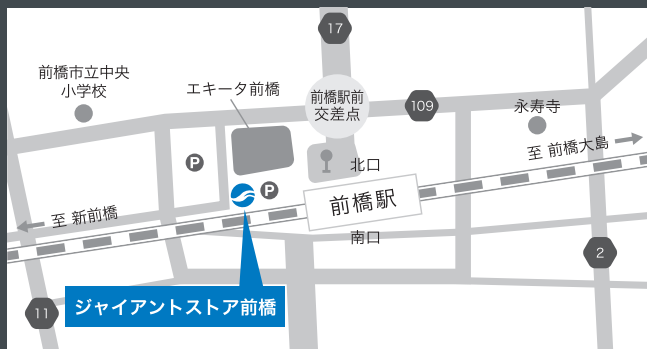 17
前橋市立中央
小学校
エキータ前橋
前橋駅前
交差点
109
永寿寺
P
北口
至 前橋大島
P
前橋駅
至 新前橋
南口
2
ジャイアントストア前橋
11